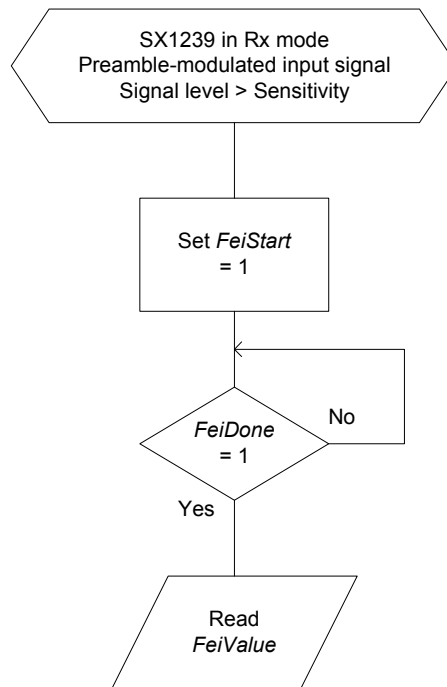 SX1239 in Rx mode
Preamble-modulated input signal
Signal level > Sensitivity
Set FeiStart
= 1
FeiDone
= 1
No
Yes
Read
FeiValue